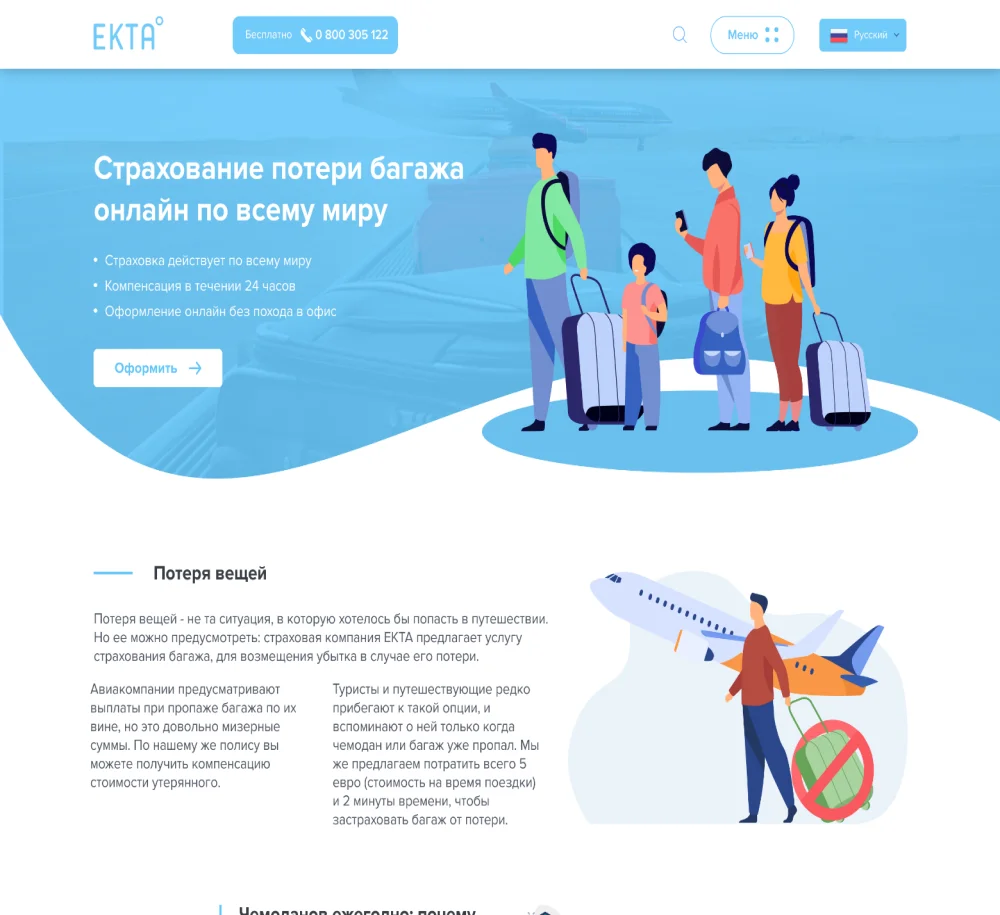 EKTA°
Бесплатно 0 800 305 122
Меню
Русский
Страхование потери багажа
онлайн по всему миру
• Страховка действует по всему миру
• Компенсация в течении 24 часов
• Оформление онлайн без похода в офис
Оформить →
Потеря вещей
Потеря вещей - не та ситуация, в которую хотелось бы попасть в путешествии.
Но ее можно предусмотреть: страховая компания ЕКТА предлагает услугу
страхования багажа, для возмещения убытка в случае его потери.
Авиакомпании предусматривают
выплаты при пропаже багажа по их
вине, но это довольно мизерные
суммы. По нашему же полису вы
можете получить компенсацию
стоимости утерянного.
Туристы и путешествующие редко
прибегают к такой опции, и
вспоминают о ней только когда
чемодан или багаж уже пропал. Мы
же предлагаем потратить всего 5
евро (стоимость на время поездки)
и 2 минуты времени, чтобы
застраховать багаж от потери.
Чемоданов ежегодно: почему